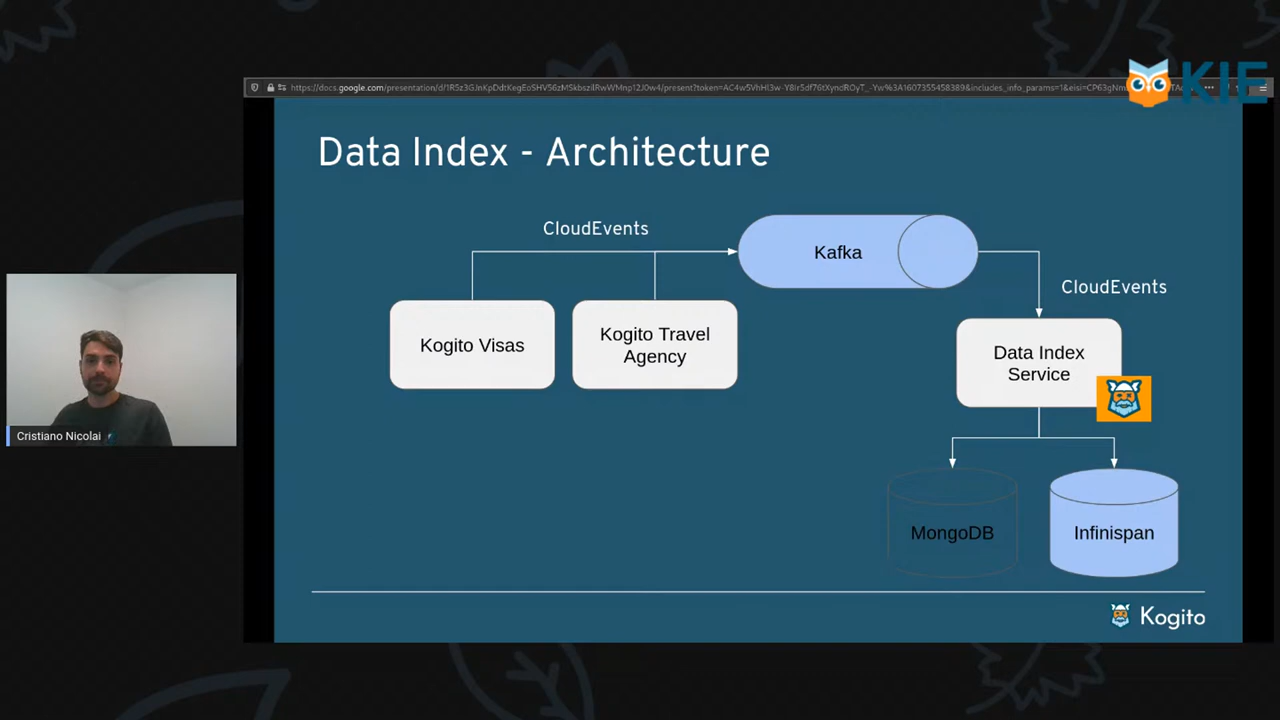 KIE
Data Index - Architecture
CloudEvents
Kafka
CloudEvents
Kogito Visas
Kogito Travel
Agency
Data Index
Service
Cristiano Nicolai
MongoDB
Infinispan
Kogito